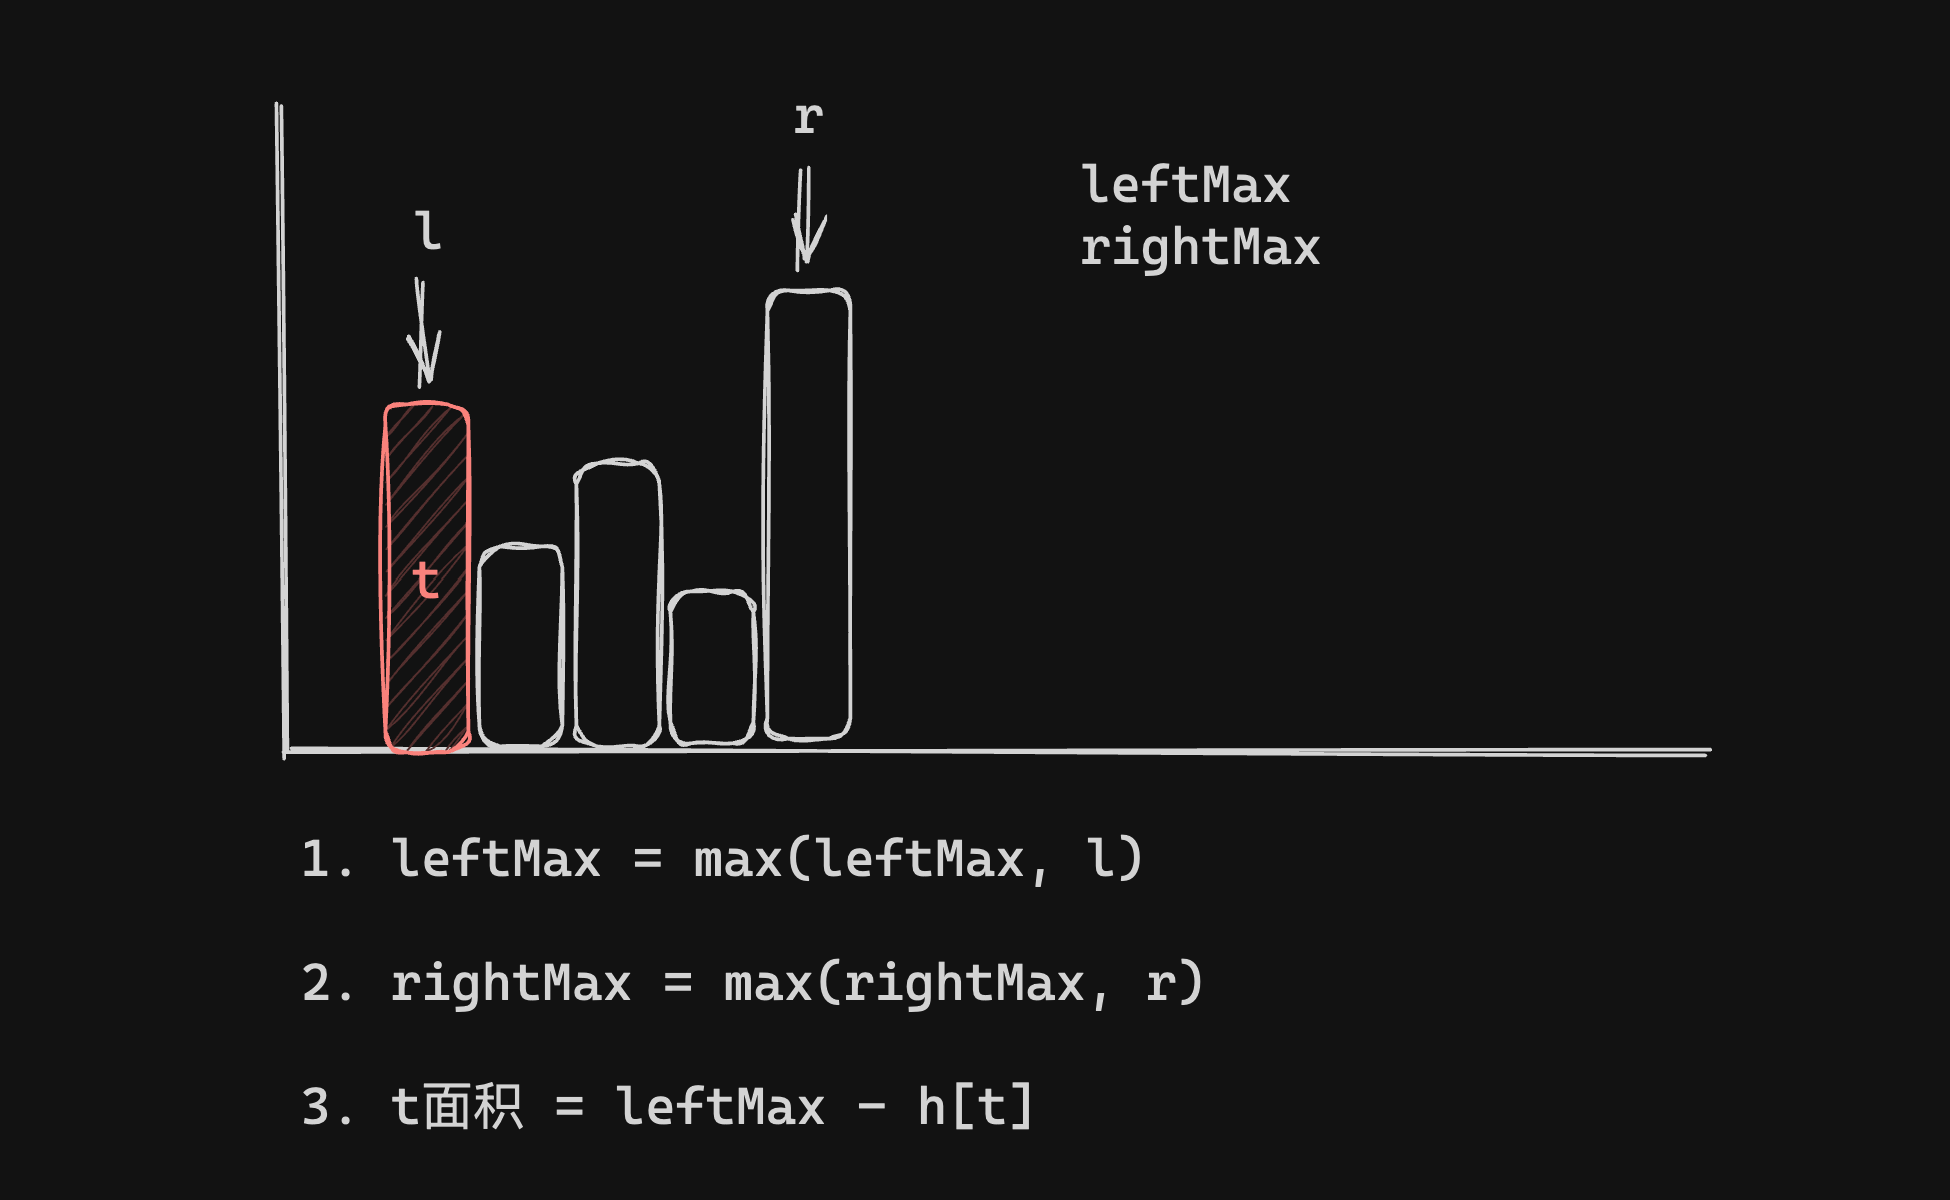 r
leftMax
l
rightMax
t
1. leftMax = max(leftMax, l)
2. rightMax = max(rightMax, r)
3. t面积 = leftMax - h[t]